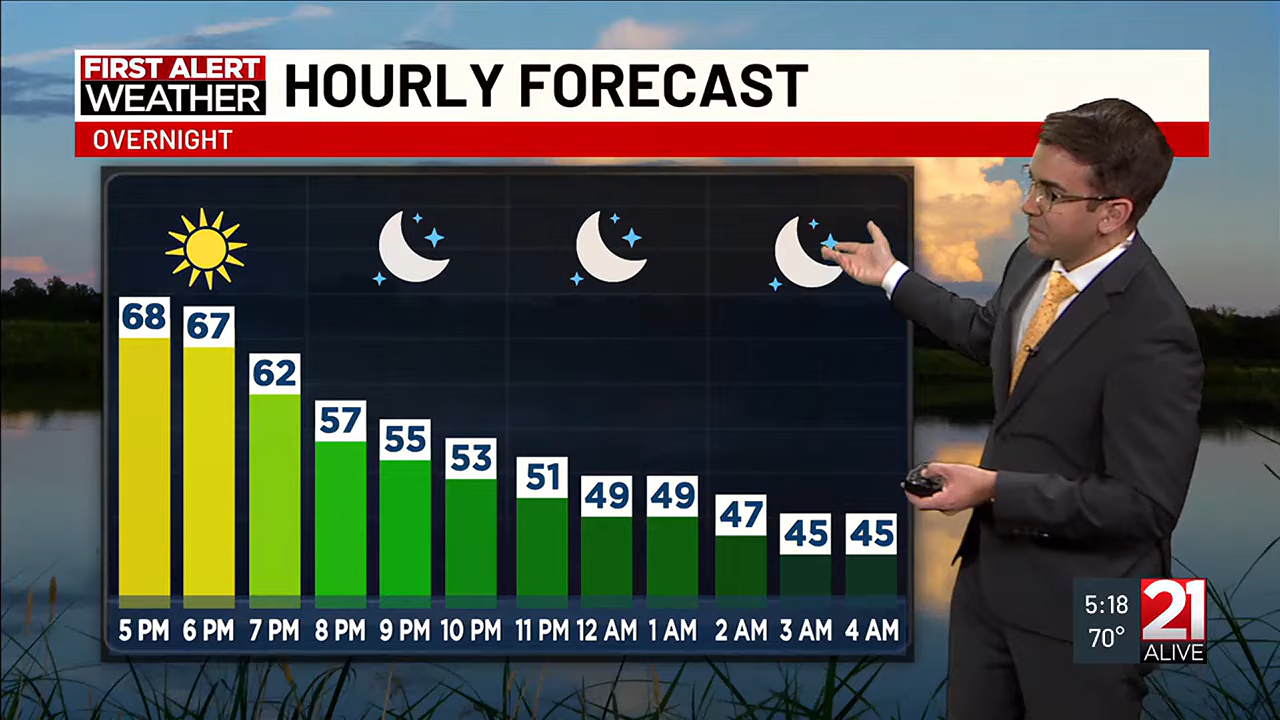 FIRST ALERT
WEATHER
HOURLY FORECAST
OVERNIGHT
68 67 62 57 55 53 51 49 49 47 45 45
5 PM 6 PM 7 PM 8 PM 9 PM 10 PM 11 PM 12 AM 1 AM 2 AM 3 AM 4 AM
5:18
70°
21
ALIVE